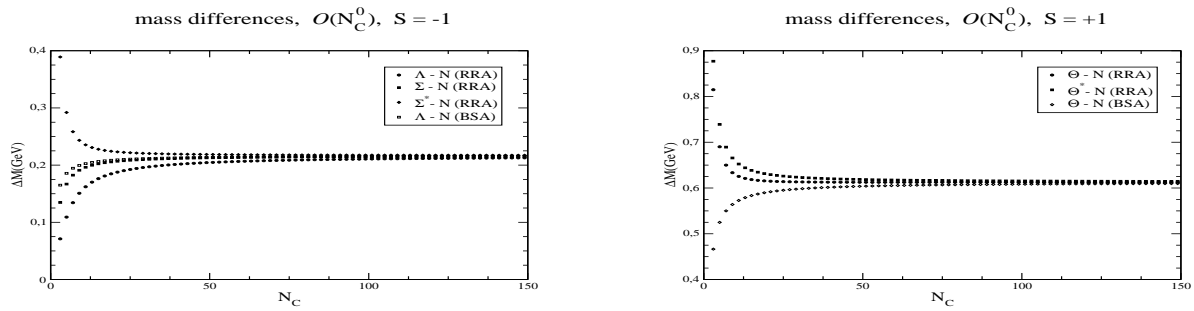 mass differences, O(N_C^0), S = -1
0,4
0,3
0,2
0,1
0
ΔM(GeV)
Λ - N (RRA)
Σ - N (RRA)
Σ* - N (RRA)
Λ - N (BSA)
0 50 100 150
N_C
mass differences, O(N_C^0), S = +1
0,9
0,8
0,7
0,6
0,5
0,4
ΔM(GeV)
Θ - N (RRA)
Θ* - N (RRA)
Θ - N (BSA)
0 50 100 150
N_C